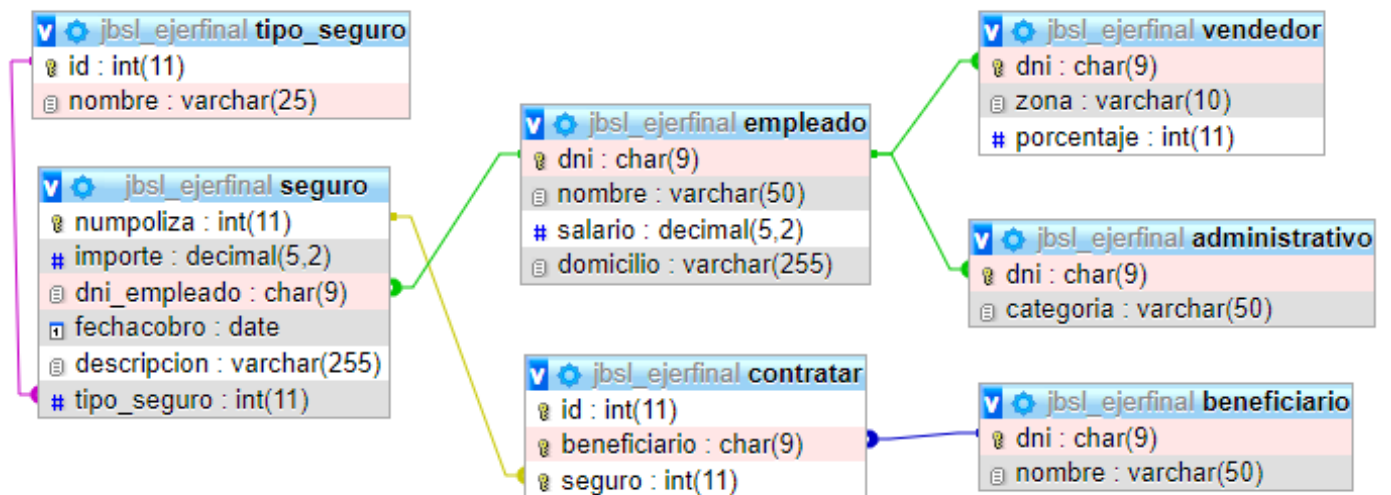 jbsl_ejerfinal tipo_seguro
id : int(11)
nombre : varchar(25)
jbsl_ejerfinal seguro
numpoliza : int(11)
importe : decimal(5,2)
dni_empleado : char(9)
fechacobro : date
descripcion : varchar(255)
tipo_seguro : int(11)
jbsl_ejerfinal empleado
dni : char(9)
nombre : varchar(50)
salario : decimal(5,2)
domicilio : varchar(255)
jbsl_ejerfinal contratar
id : int(11)
beneficiario : char(9)
seguro : int(11)
jbsl_ejerfinal vendedor
dni : char(9)
zona : varchar(10)
porcentaje : int(11)
jbsl_ejerfinal administrativo
dni : char(9)
categoria : varchar(50)
jbsl_ejerfinal beneficiario
dni : char(9)
nombre : varchar(50)